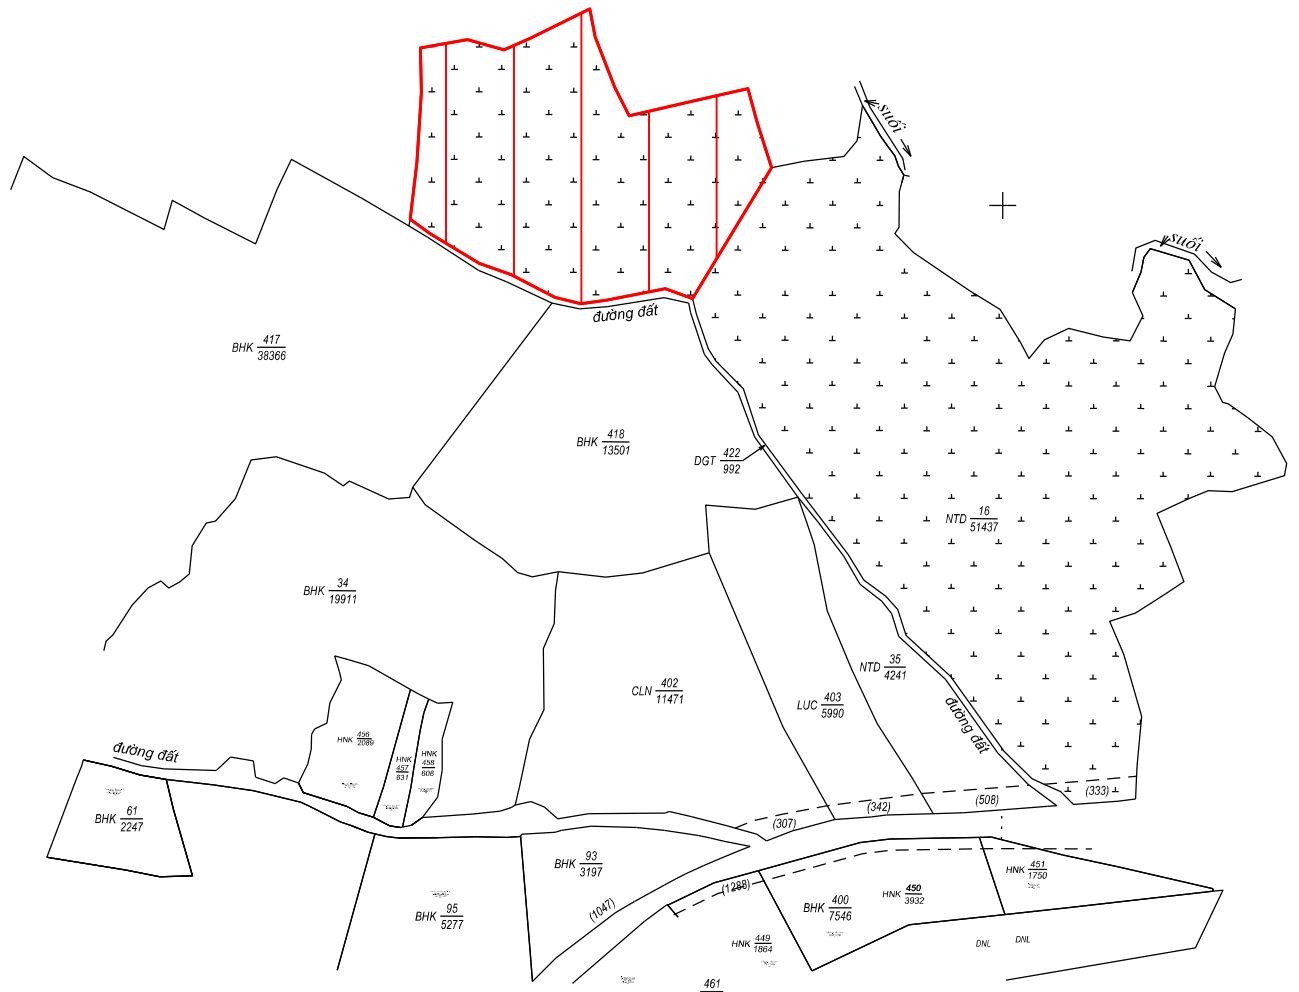 suối
suối
đường đất
BHK 417
38366
BHK 418
13501
DGT 422
992
NTD 16
51437
BHK 34
19911
NTD 35
4241
CLN 402
11471
LUC 403
5990
đường đất
HNK 456
2089
HNK
457
631
HNK
458
608
đường đất
(333)
(508)
(342)
(307)
BHK 61
2247
BHK 93
3197
HNK 451
1750
(1288)
HNK 450
3932
BHK 400
7546
BHK 95
5277
(1047)
HNK 449
1864
DNL
DNL
461